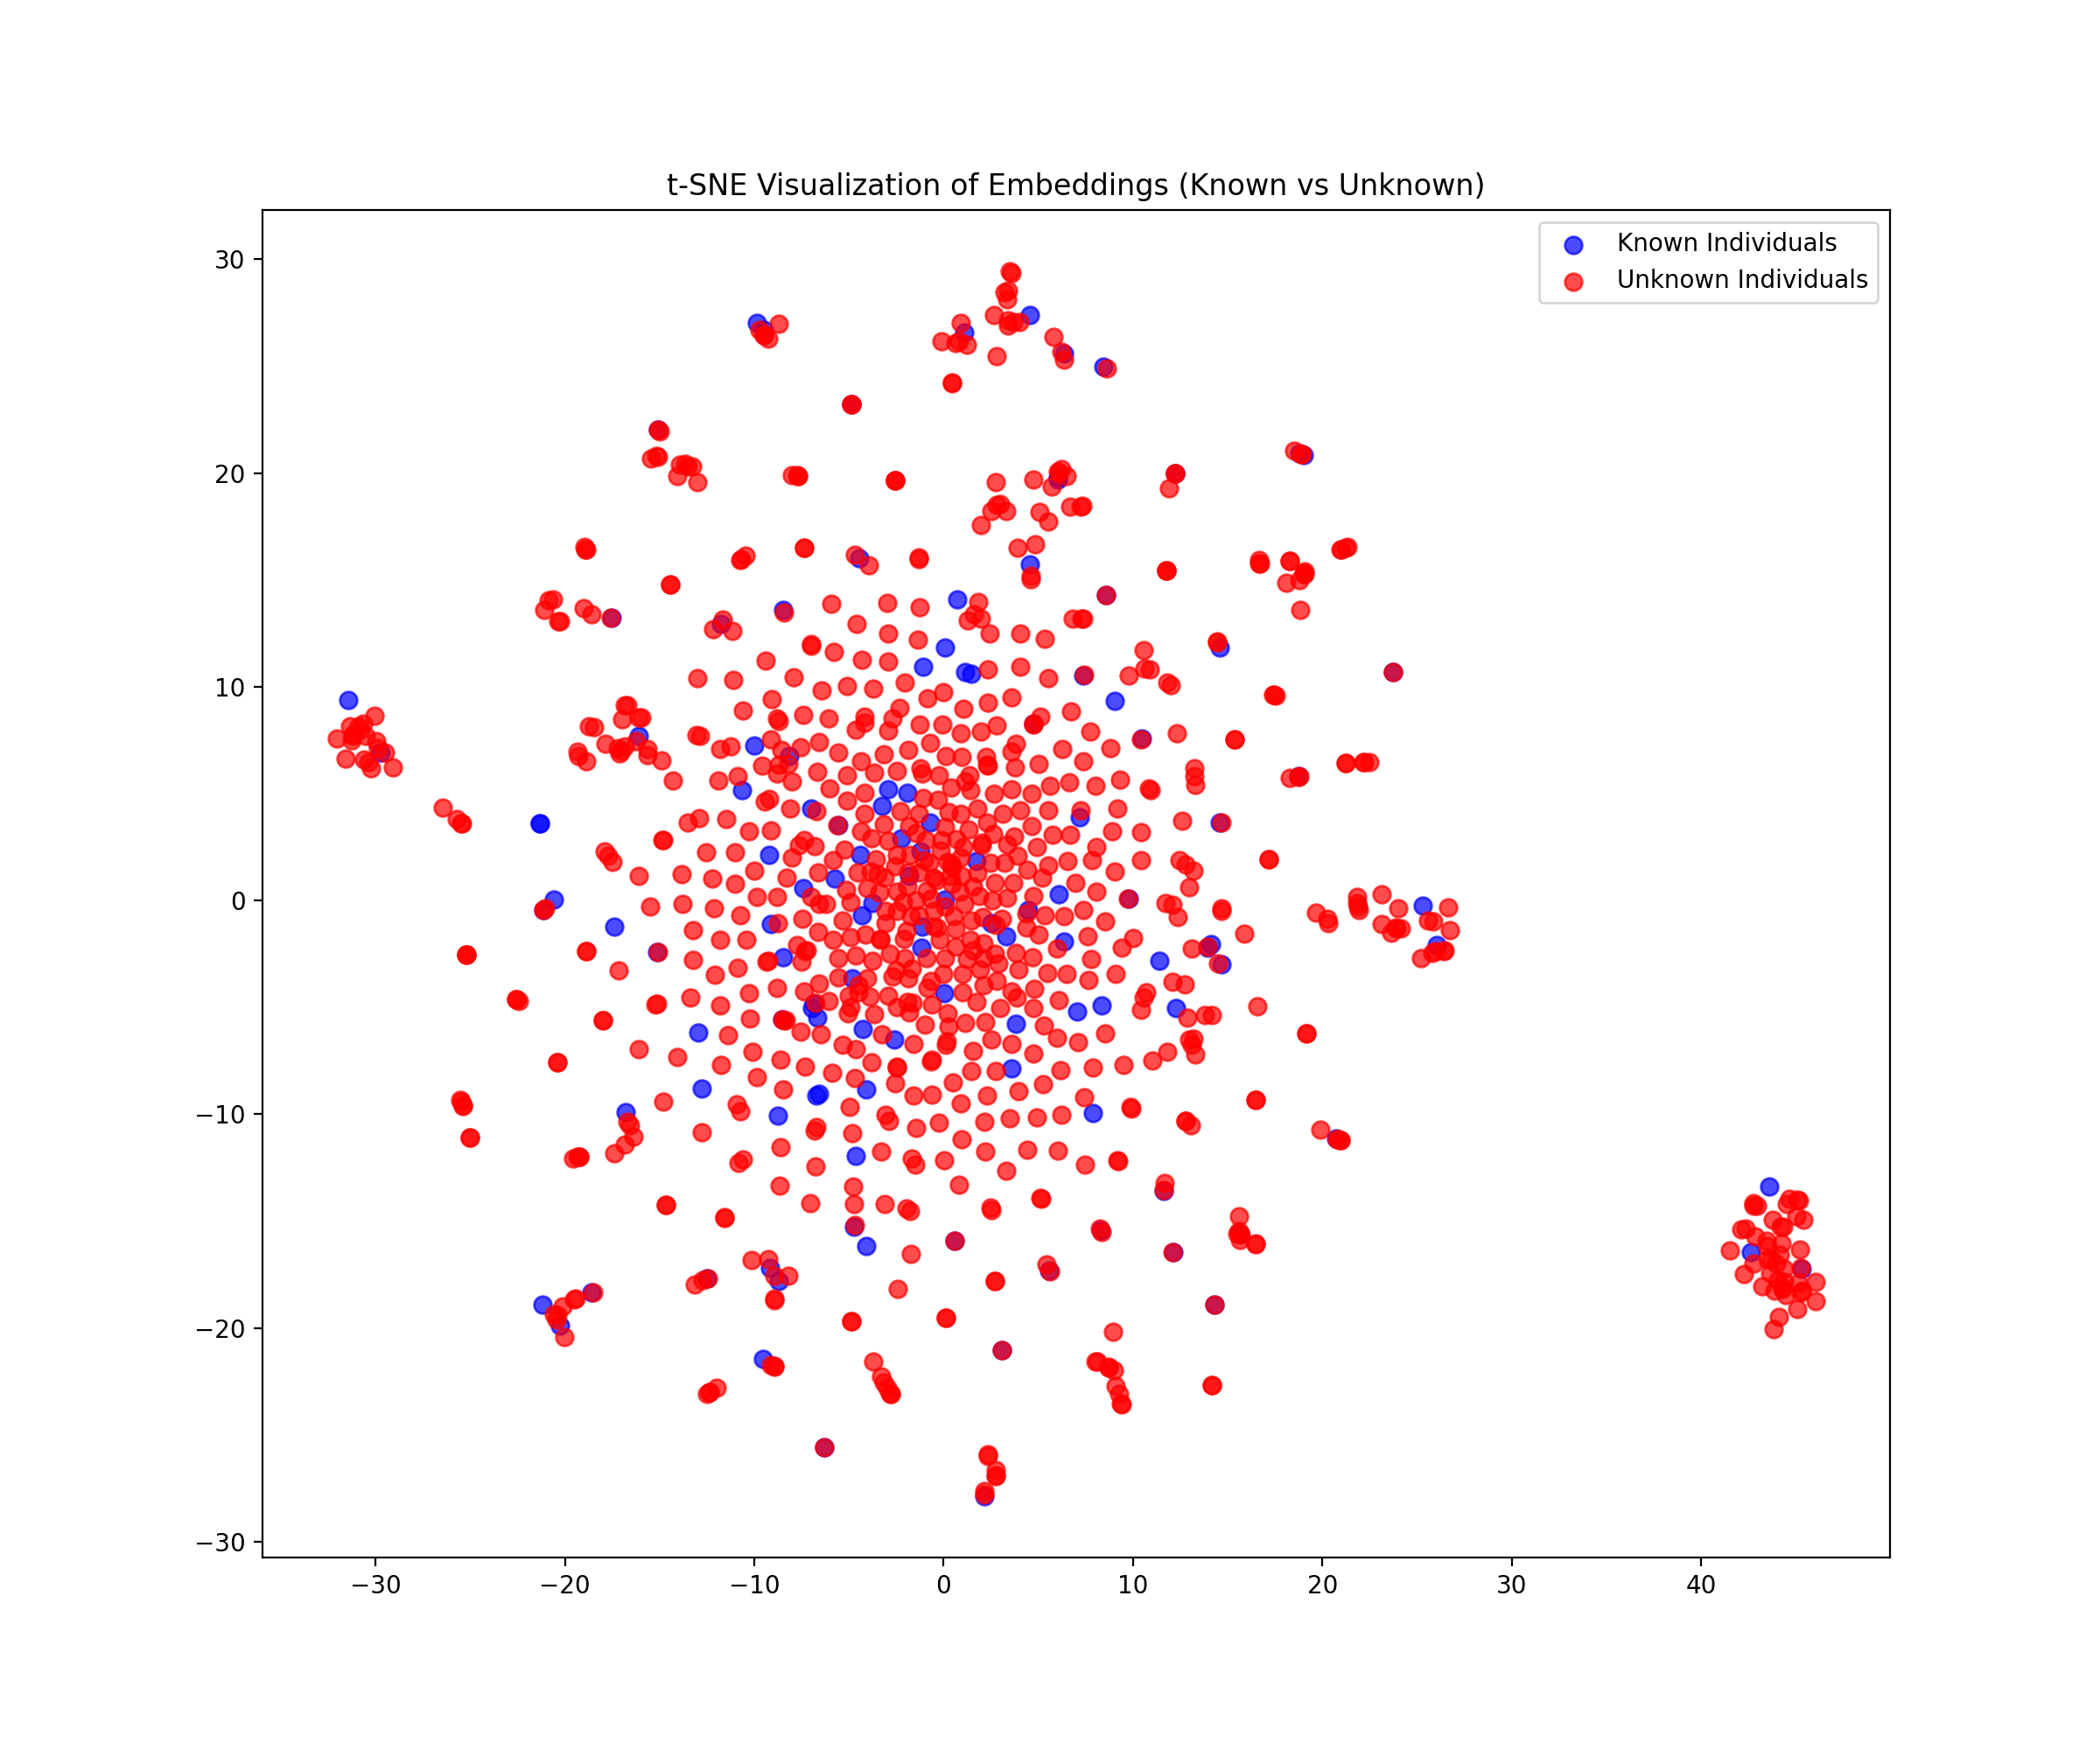 t-SNE Visualization of Embeddings (Known vs Unknown)
Known Individuals
Unknown Individuals
30
20
10
0
−10
−20
−30
−30 −20 −10 0 10 20 30 40